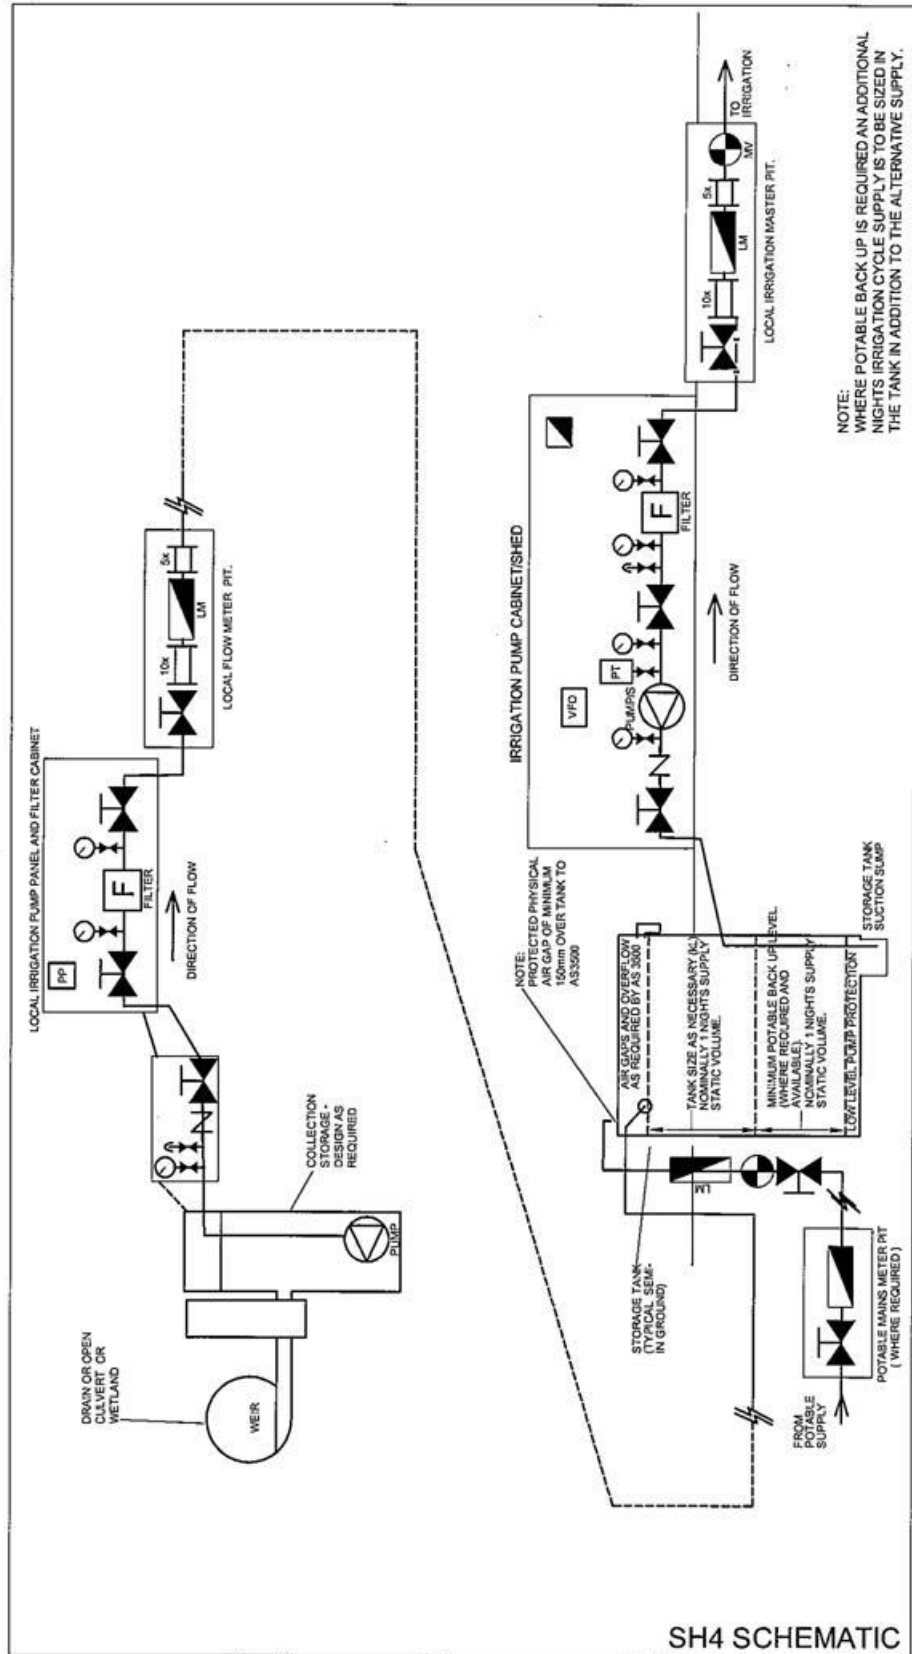 DRAIN OR OPEN
CULVERT OR
WETLAND
WEIR
COLLECTION
STORAGE -
DESIGN AS
REQUIRED
PUMP
LOCAL IRRIGATION PUMP PANEL AND FILTER CABINET
PP
F
FILTER
DIRECTION OF FLOW
10x
LM
5x
LOCAL FLOW METER PIT.
STORAGE TANK
(TYPICAL SEMI-
IN GROUND)
NOTE:
PROTECTED PHYSICAL
AIR GAP OF MINIMUM
150mm OVER TANK TO
AS3500
AIR GAPS AND OVERFLOW
AS REQUIRED BY AS 3500
TANK SIZE AS NECESSARY (kL)
NOMINALLY 1 NIGHTS SUPPLY
STATIC VOLUME.
MINIMUM POTABLE BACK UP LEVEL.
(WHERE REQUIRED AND
AVAILABLE).
NOMINALLY 1 NIGHTS SUPPLY
STATIC VOLUME.
LOW LEVEL PUMP PROTECTION
STORAGE TANK
SUCTION SUMP
LM
FROM
POTABLE
SUPPLY
POTABLE MAINS METER PIT
( WHERE REQUIRED )
IRRIGATION PUMP CABINET/SHED
VFD
PUMP/S
PT
F
FILTER
DIRECTION OF FLOW
10x
LM
5x
MV
TO
IRRIGATION
LOCAL IRRIGATION MASTER PIT.
NOTE:
WHERE POTABLE BACK UP IS REQUIRED AN ADDITIONAL
NIGHTS IRRIGATION CYCLE SUPPLY IS TO BE SIZED IN
THE TANK IN ADDITION TO THE ALTERNATIVE SUPPLY.
SH4 SCHEMATIC